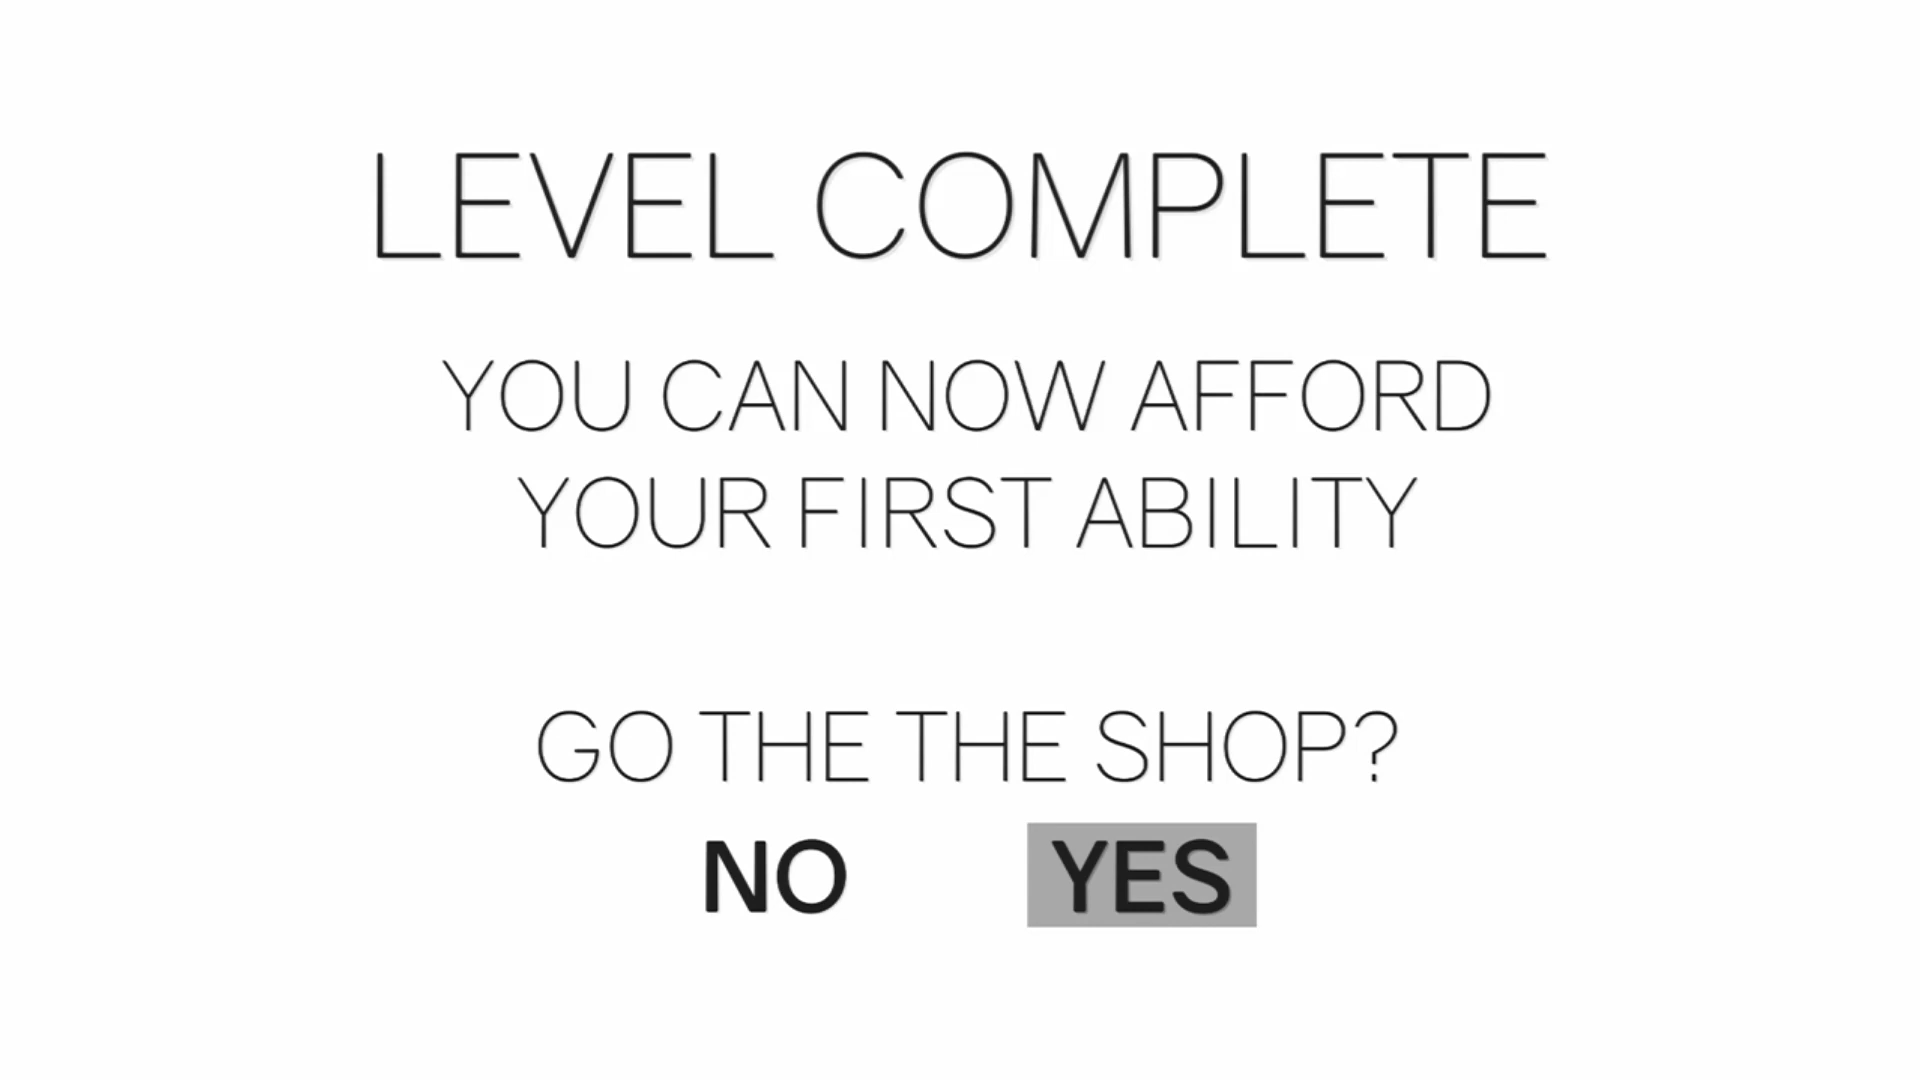 LEVEL COMPLETE
YOU CAN NOW AFFORD
YOUR FIRST ABILITY
GO THE THE SHOP?
NO YES